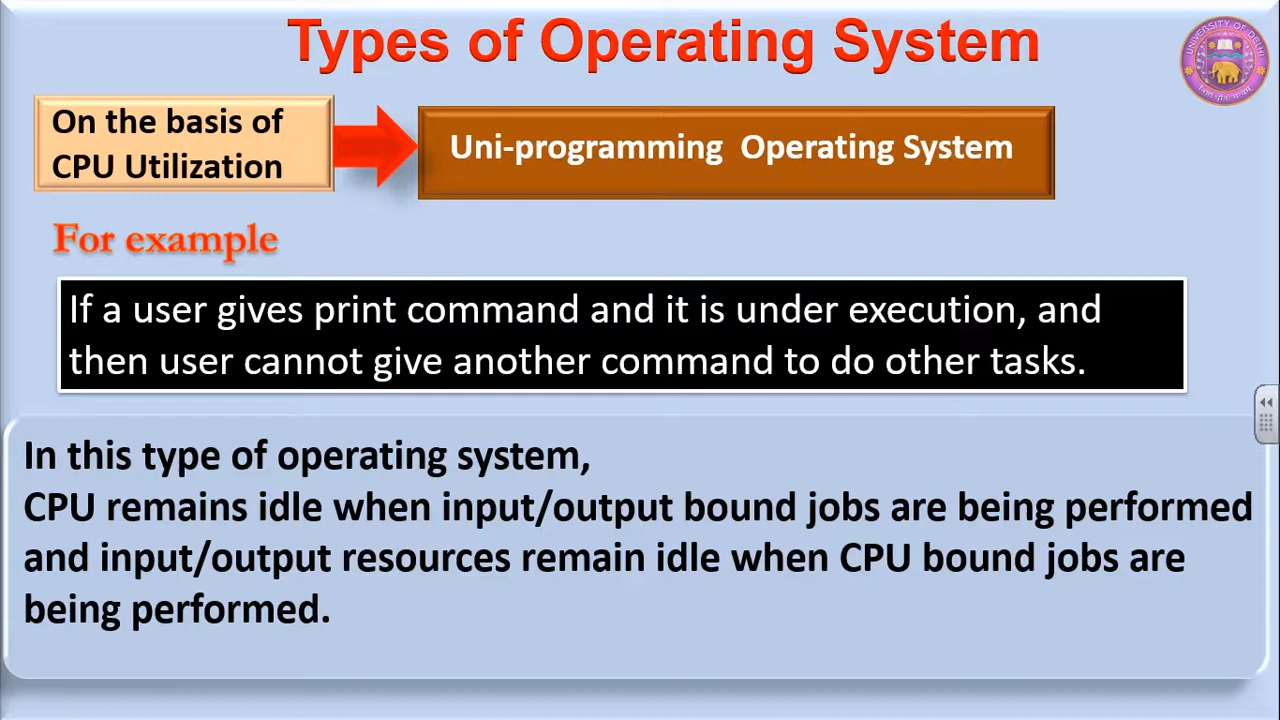 Types of Operating System
UNIVERSITY OF DELHI
On the basis of
CPU Utilization
Uni-programming Operating System
For example
If a user gives print command and it is under execution, and
then user cannot give another command to do other tasks.
In this type of operating system,
CPU remains idle when input/output bound jobs are being performed
and input/output resources remain idle when CPU bound jobs are
being performed.